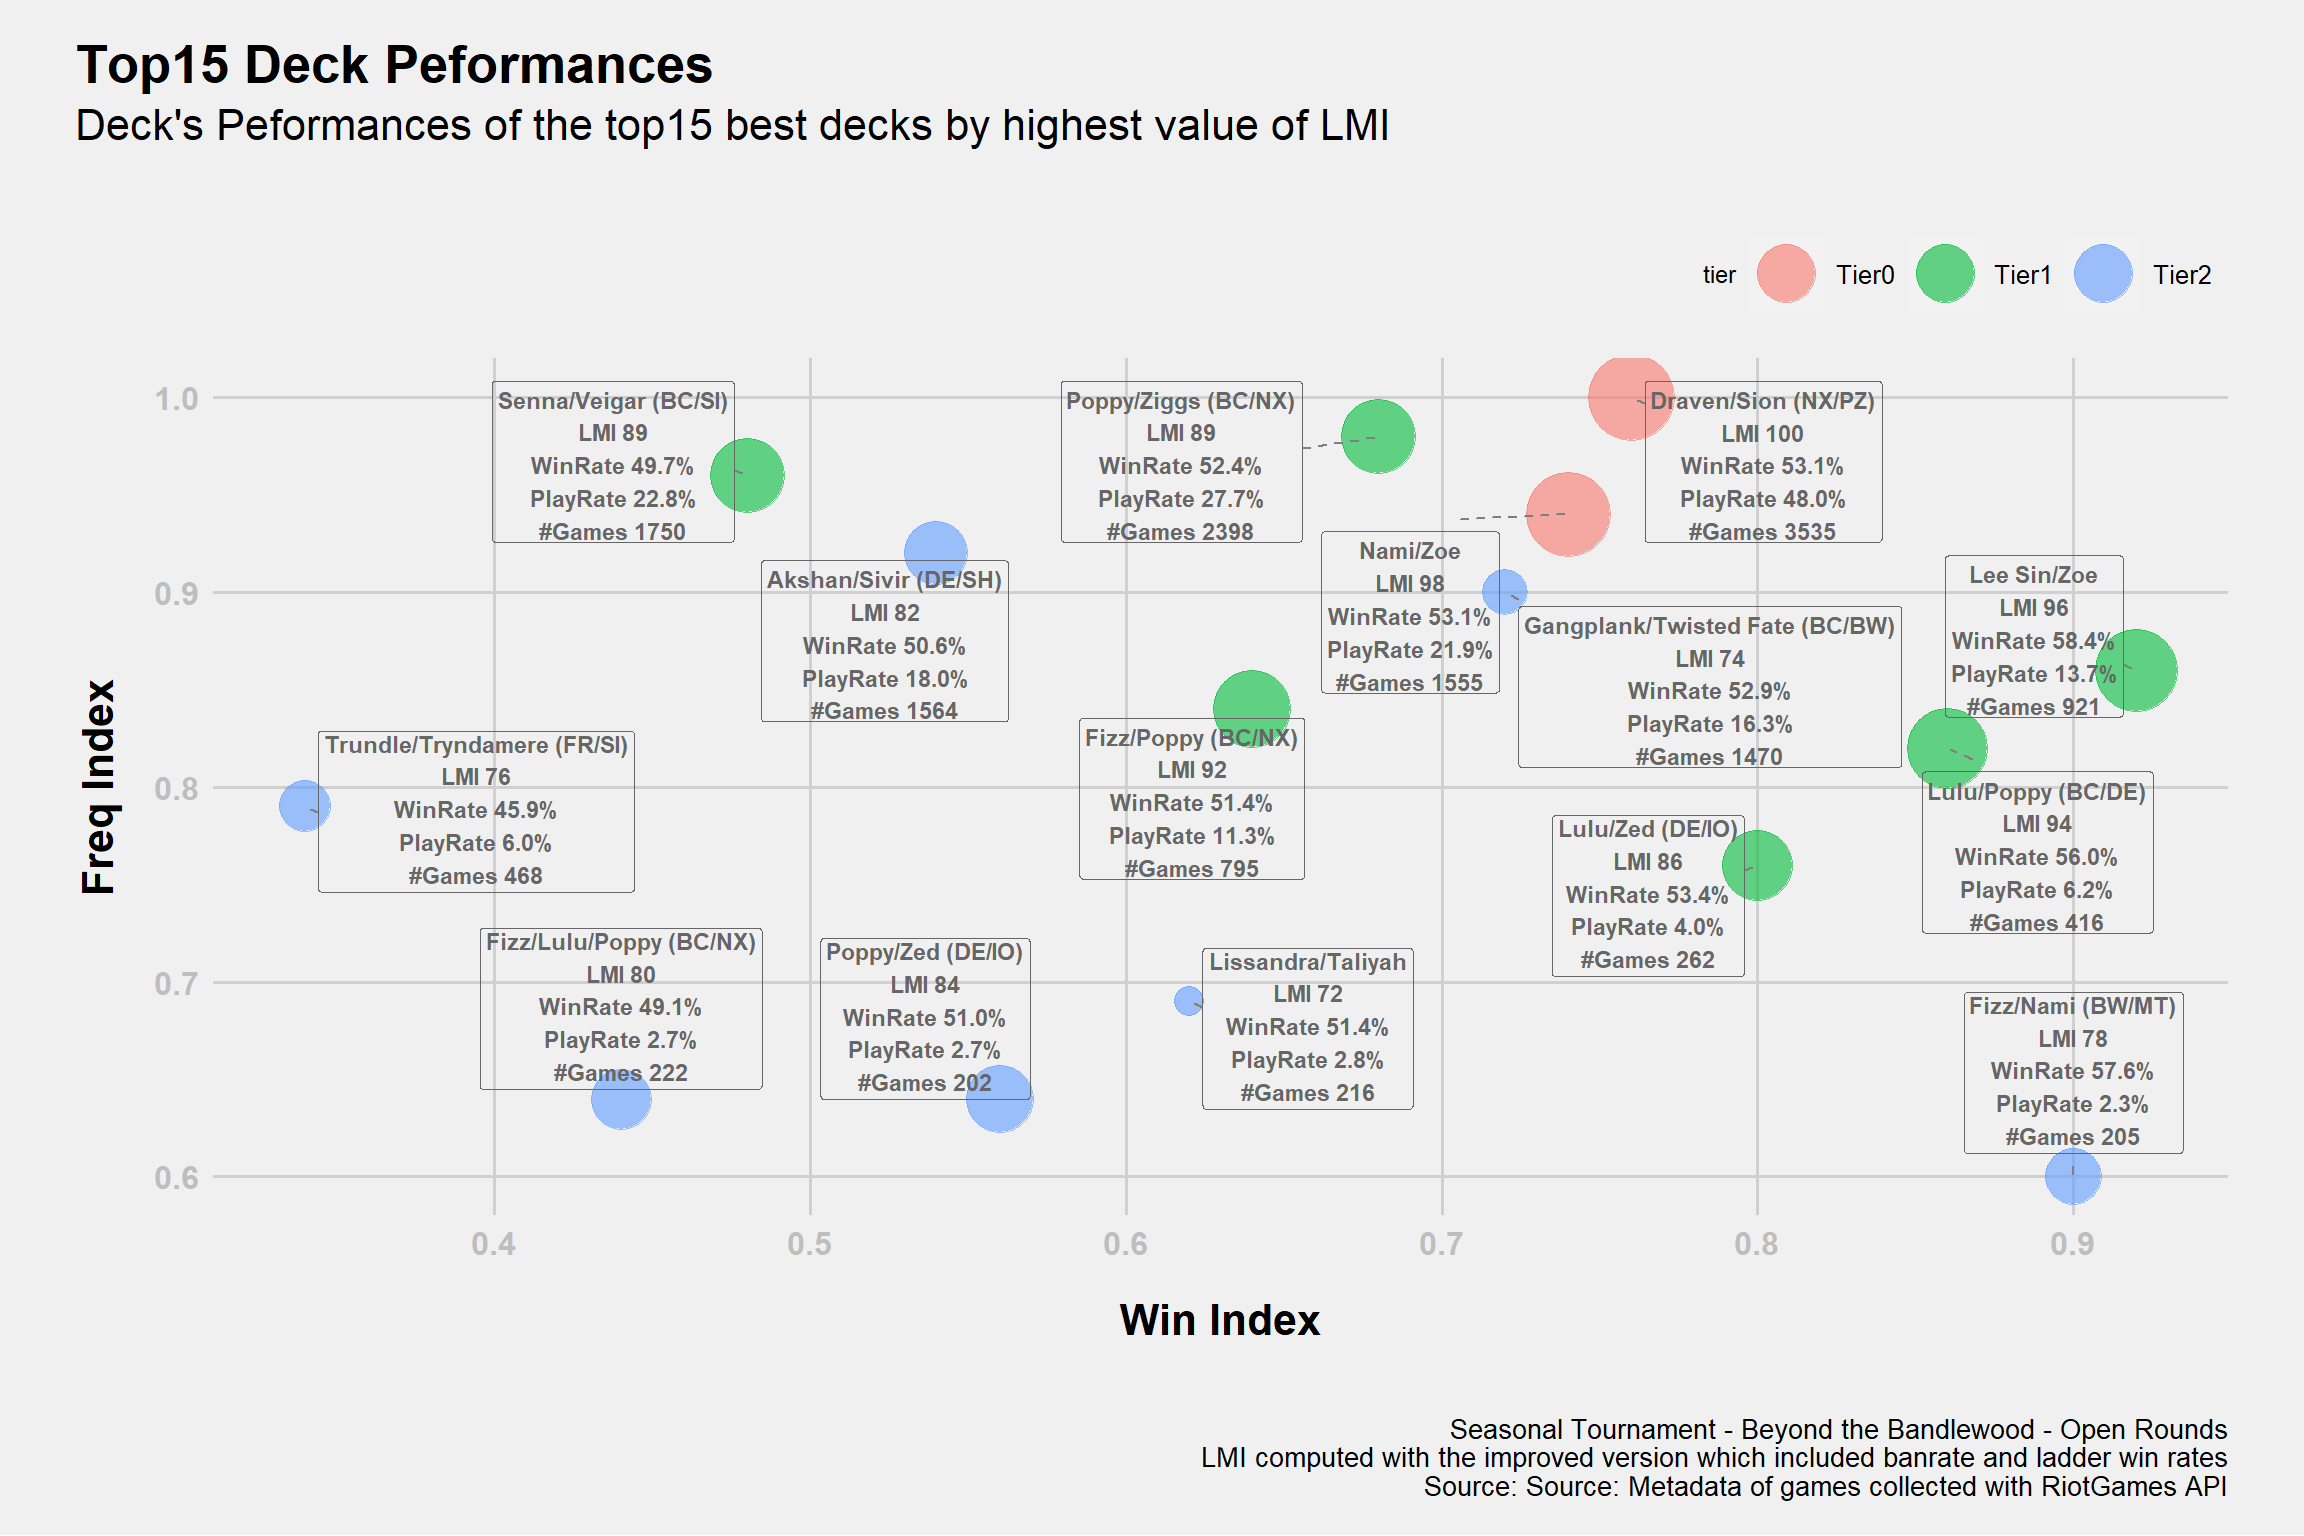 Top15 Deck Peformances
Deck's Peformances of the top15 best decks by highest value of LMI
tier Tier0 Tier1 Tier2
Freq Index
1.0
0.9
0.8
0.7
0.6
Senna/Veigar (BC/SI)
LMI 89
WinRate 49.7%
PlayRate 22.8%
#Games 1750
Poppy/Ziggs (BC/NX)
LMI 89
WinRate 52.4%
PlayRate 27.7%
#Games 2398
Draven/Sion (NX/PZ)
LMI 100
WinRate 53.1%
PlayRate 48.0%
#Games 3535
Akshan/Sivir (DE/SH)
LMI 82
WinRate 50.6%
PlayRate 18.0%
#Games 1564
Nami/Zoe
LMI 98
WinRate 53.1%
PlayRate 21.9%
#Games 1555
Gangplank/Twisted Fate (BC/BW)
LMI 74
WinRate 52.9%
PlayRate 16.3%
#Games 1470
Lee Sin/Zoe
LMI 96
WinRate 58.4%
PlayRate 13.7%
#Games 921
Trundle/Tryndamere (FR/SI)
LMI 76
WinRate 45.9%
PlayRate 6.0%
#Games 468
Fizz/Poppy (BC/NX)
LMI 92
WinRate 51.4%
PlayRate 11.3%
#Games 795
Lulu/Zed (DE/IO)
LMI 86
WinRate 53.4%
PlayRate 4.0%
#Games 262
Lulu/Poppy (BC/DE)
LMI 94
WinRate 56.0%
PlayRate 6.2%
#Games 416
Fizz/Lulu/Poppy (BC/NX)
LMI 80
WinRate 49.1%
PlayRate 2.7%
#Games 222
Poppy/Zed (DE/IO)
LMI 84
WinRate 51.0%
PlayRate 2.7%
#Games 202
Lissandra/Taliyah
LMI 72
WinRate 51.4%
PlayRate 2.8%
#Games 216
Fizz/Nami (BW/MT)
LMI 78
WinRate 57.6%
PlayRate 2.3%
#Games 205
0.4 0.5 0.6 0.7 0.8 0.9
Win Index
Seasonal Tournament - Beyond the Bandlewood - Open Rounds
LMI computed with the improved version which included banrate and ladder win rates
Source: Source: Metadata of games collected with RiotGames API